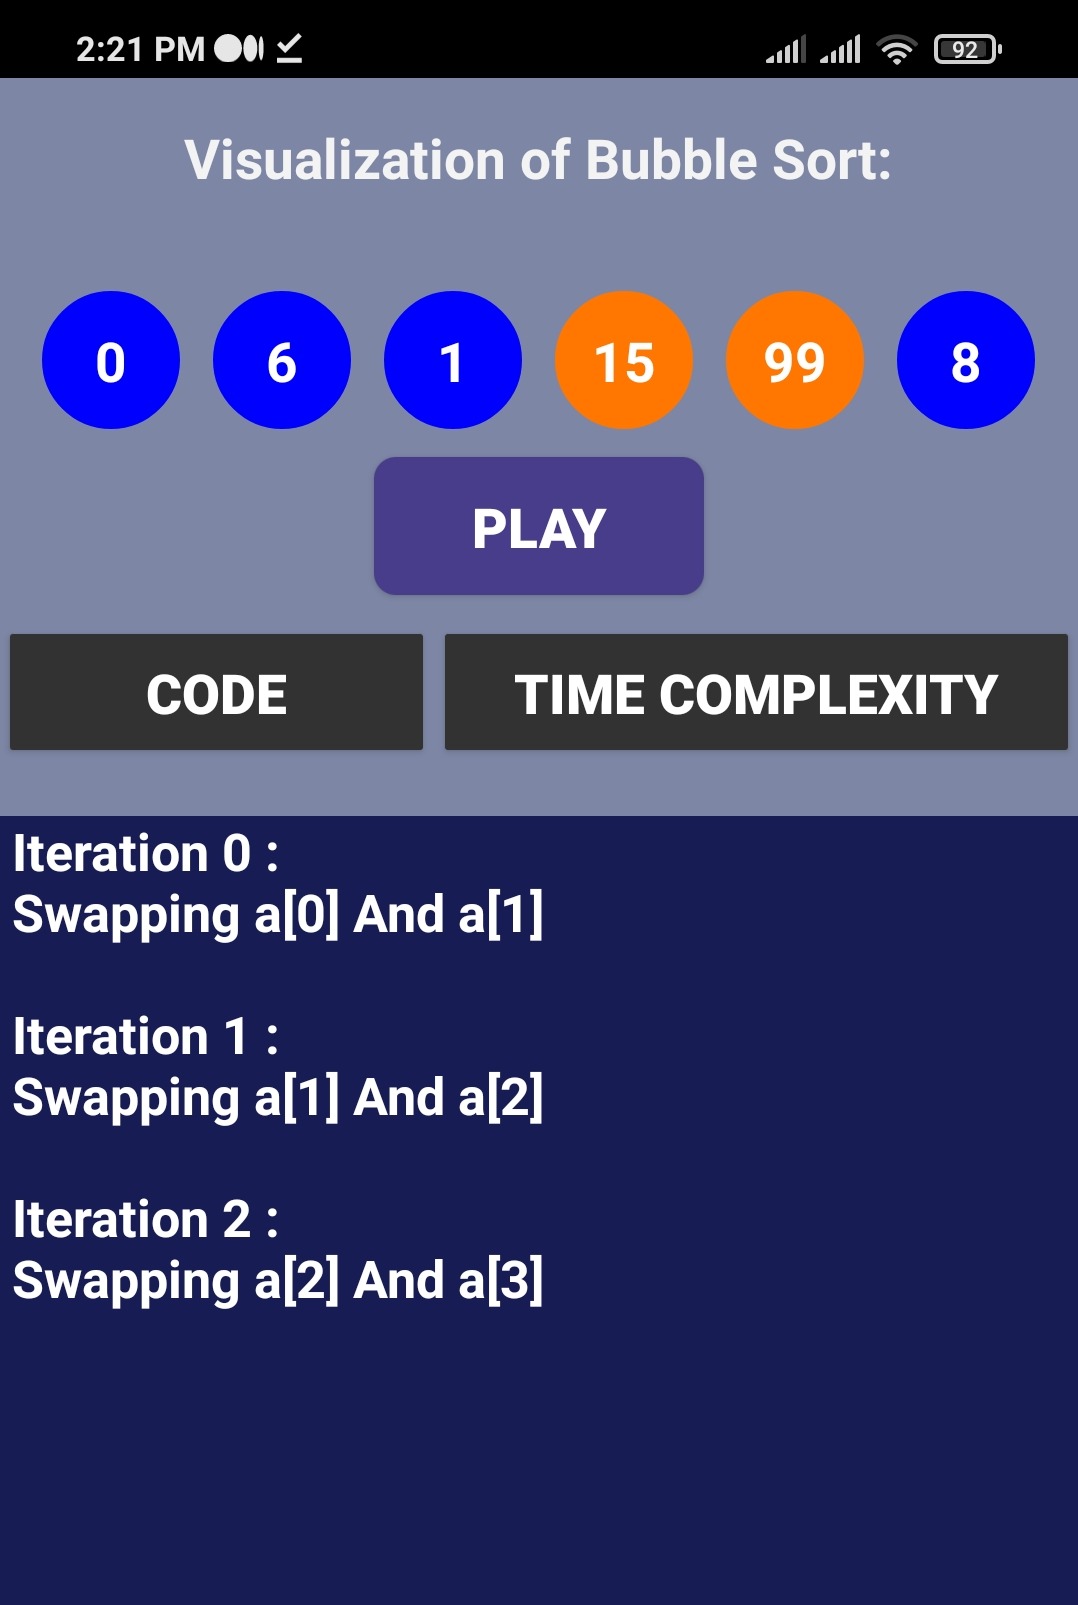 2:21 PM
92
Visualization of Bubble Sort:
0 6 1 15 99 8
PLAY
CODE TIME COMPLEXITY
Iteration 0 :
Swapping a[0] And a[1]
Iteration 1 :
Swapping a[1] And a[2]
Iteration 2 :
Swapping a[2] And a[3]